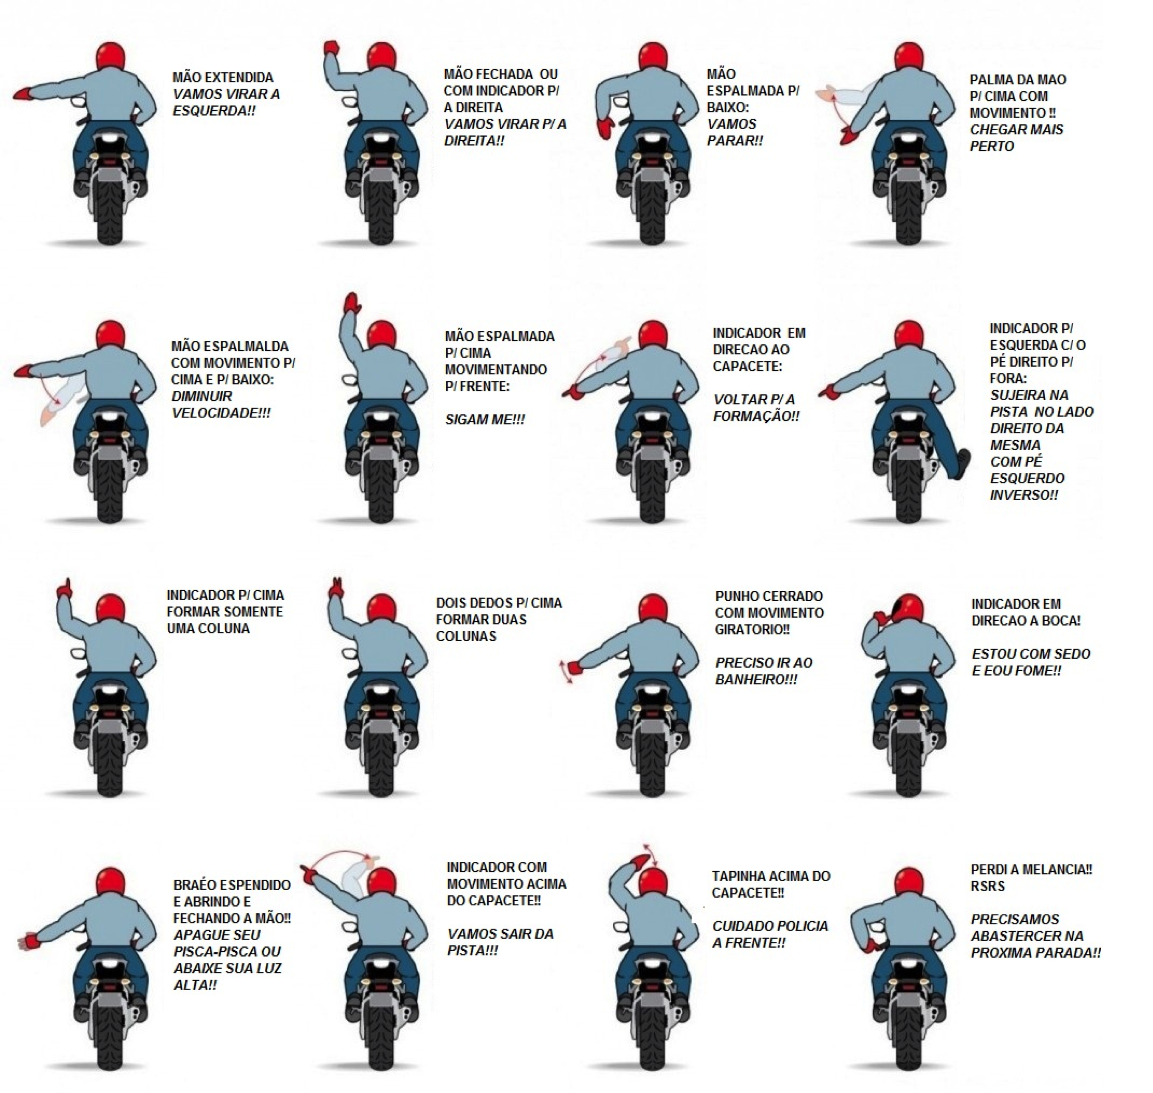 MÃO EXTENDIDA
VAMOS VIRAR A
ESQUERDA!!
MÃO FECHADA OU
COM INDICADOR P/
A DIREITA
VAMOS VIRAR P/ A
DIREITA!!
MÃO
ESPALMADA P/
BAIXO:
VAMOS
PARAR!!
PALMA DA MAO
P/ CIMA COM
MOVIMENTO !!
CHEGAR MAIS
PERTO
MÃO ESPALMALDA
COM MOVIMENTO P/
CIMA E P/ BAIXO:
DIMINUIR
VELOCIDADE!!!
MÃO ESPALMADA
P/ CIMA
MOVIMENTANDO
P/ FRENTE:
SIGAM ME!!!
INDICADOR EM
DIRECAO AO
CAPACETE:
VOLTAR P/ A
FORMAÇÃO!!
INDICADOR P/
ESQUERDA C/ O
PÉ DIREITO P/
FORA:
SUJEIRA NA
PISTA NO LADO
DIREITO DA
MESMA
COM PÉ
ESQUERDO
INVERSO!!
INDICADOR P/ CIMA
FORMAR SOMENTE
UMA COLUNA
DOIS DEDOS P/ CIMA
FORMAR DUAS
COLUNAS
PUNHO CERRADO
COM MOVIMENTO
GIRATORIO!!
PRECISO IR AO
BANHEIRO!!!
INDICADOR EM
DIRECAO A BOCA!
ESTOU COM SEDO
E EOU FOME!!
BRAÉO ESPENDIDO
E ABRINDO E
FECHANDO A MÃO!!
APAGUE SEU
PISCA-PISCA OU
ABAIXE SUA LUZ
ALTA!!
INDICADOR COM
MOVIMENTO ACIMA
DO CAPACETE!!
VAMOS SAIR DA
PISTA!!!
TAPINHA ACIMA DO
CAPACETE!!
CUIDADO POLICIA
A FRENTE!!
PERDI A MELANCIA!!
RSRS
PRECISAMOS
ABASTERCER NA
PROXIMA PARADA!!